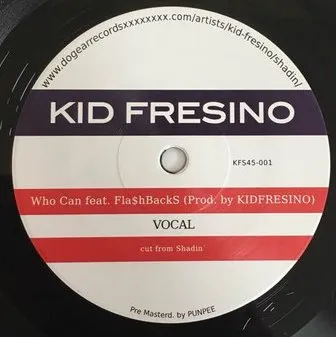 www.dogearrecordsxxxxxxxx.com/artists/kid-fresino/shadin/
KID FRESINO
KFS45-001
Who Can feat. Fla$hBackS (Prod. by KIDFRESINO)
VOCAL
cut from Shadin'
Pre Masterd. by PUNPEE